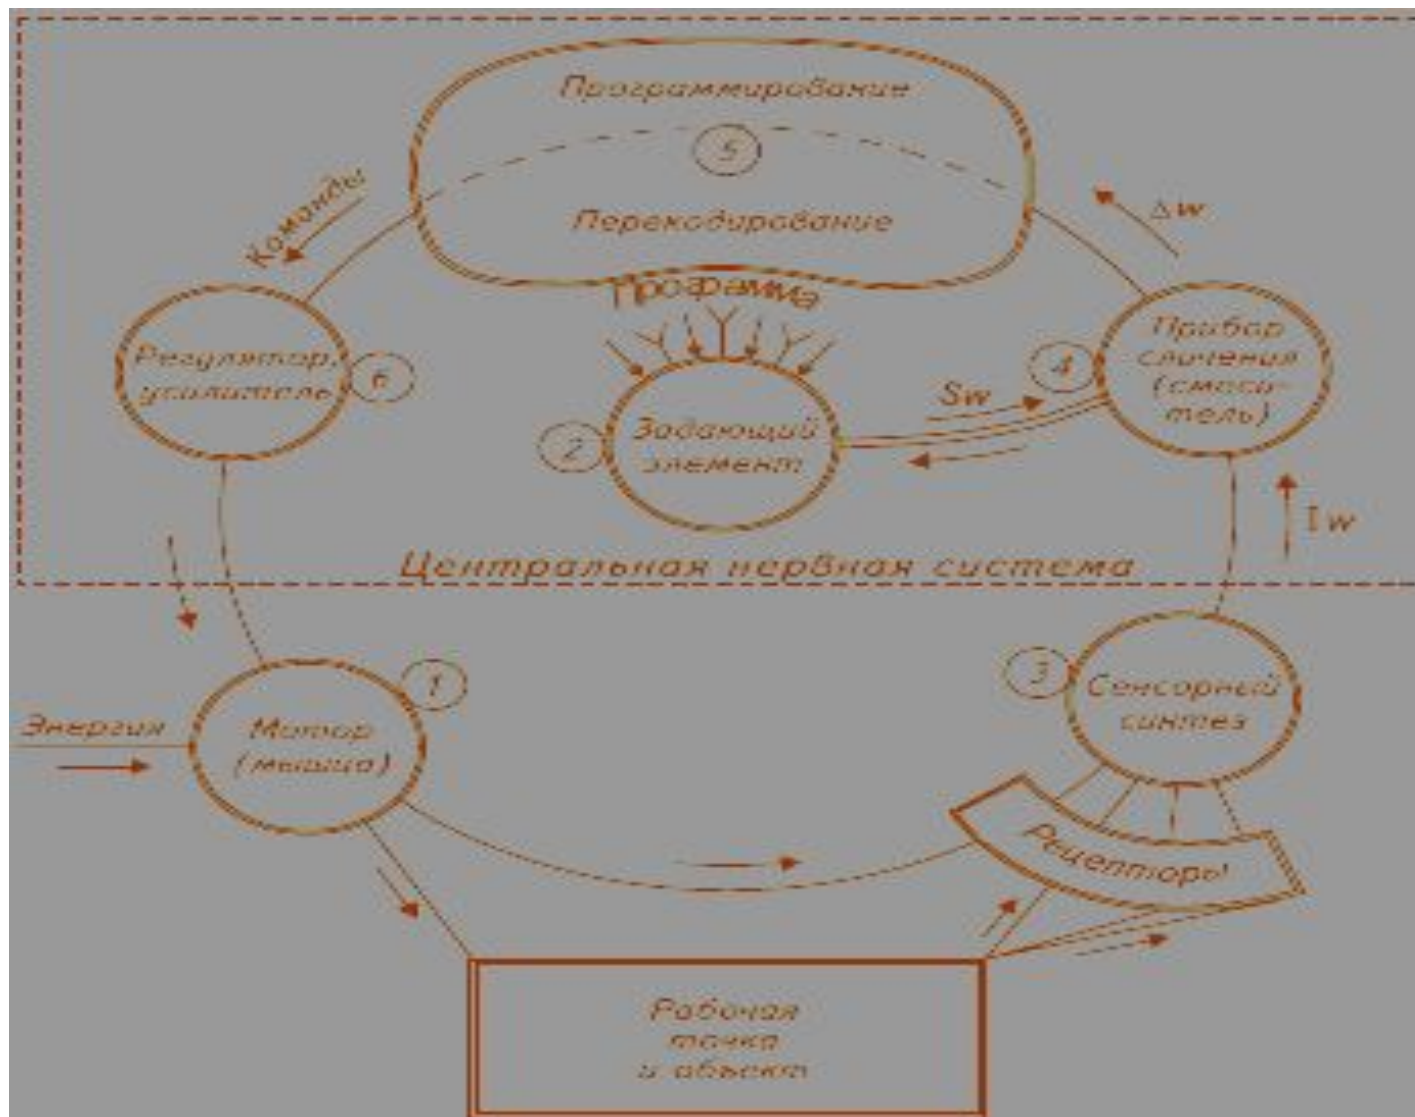 Программирование
5
Команды
Δw
Перекодирование
Программа
Прибор
сличения
(смеси-
тель)
4
Регулятор,
усилитель
6
Sw
Задающий
элемент
2
Iw
Центральная нервная система
3
Сенсорный
синтез
1
Энергия
Мотор
(мышца)
Рецепторы
Рабочая
точка
и объект